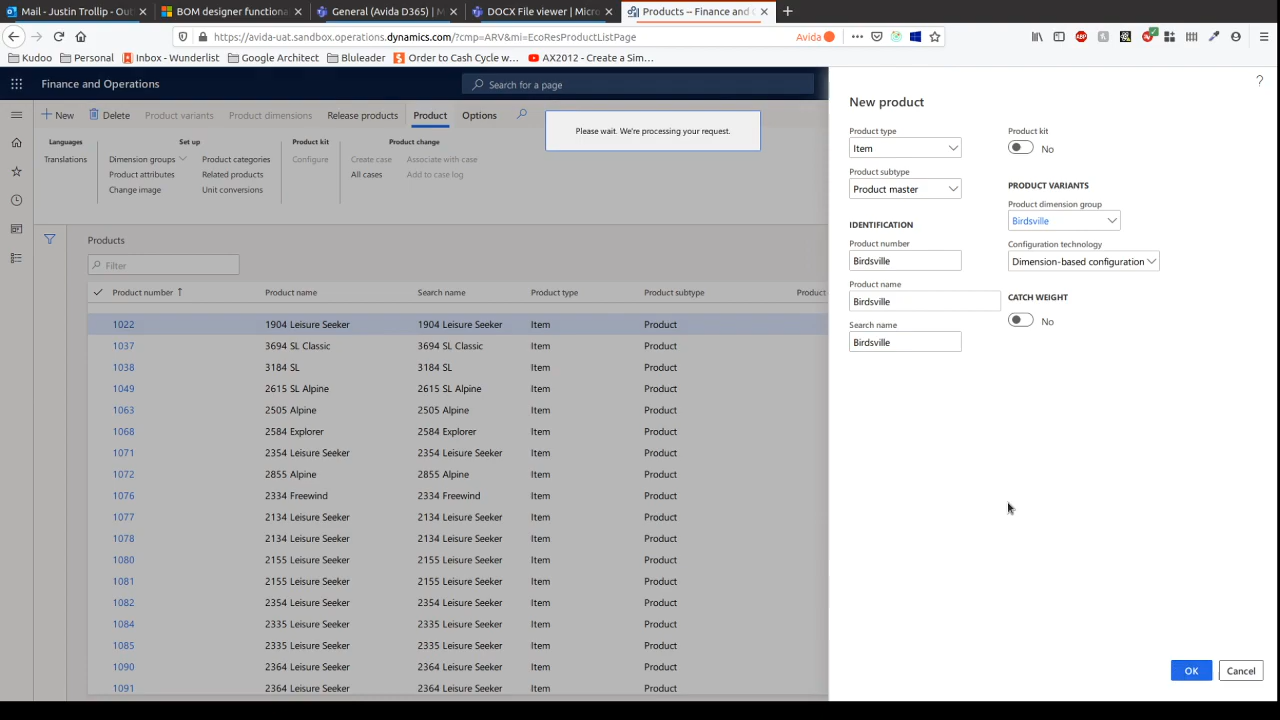 Mail - Justin Trollip - Out
BOM designer functiona
General (Avida D365) |
DOCX File viewer | Micro
Products -- Finance and
https://avida-uat.sandbox.operations.dynamics.com/?cmp=ARV&mi=EcoResProductListPage
Avida
Kudoo
Personal
Inbox - Wunderlist
Google Architect
Bluleader
Order to Cash Cycle w...
AX2012 - Create a Sim...
Finance and Operations
Search for a page
?
New
Delete
Product variants
Product dimensions
Release products
Product
Options
Please wait. We're processing your request.
Languages
Set up
Product kit
Product change
Translations
Dimension groups
Product categories
Configure
Create case
Associate with case
Product attributes
Related products
All cases
Add to case log
Change image
Unit conversions
Products
Filter
Product number
Product name
Search name
Product type
Product subtype
Product
1022 1904 Leisure Seeker 1904 Leisure Seeker Item Product
1037 3694 SL Classic 3694 SL Classic Item Product
1038 3184 SL 3184 SL Item Product
1049 2615 SL Alpine 2615 SL Alpine Item Product
1063 2505 Alpine 2505 Alpine Item Product
1068 2584 Explorer 2584 Explorer Item Product
1071 2354 Leisure Seeker 2354 Leisure Seeker Item Product
1072 2855 Alpine 2855 Alpine Item Product
1076 2334 Freewind 2334 Freewind Item Product
1077 2134 Leisure Seeker 2134 Leisure Seeker Item Product
1078 2134 Leisure Seeker 2134 Leisure Seeker Item Product
1080 2155 Leisure Seeker 2155 Leisure Seeker Item Product
1081 2155 Leisure Seeker 2155 Leisure Seeker Item Product
1082 2354 Leisure Seeker 2354 Leisure Seeker Item Product
1084 2335 Leisure Seeker 2335 Leisure Seeker Item Product
1085 2335 Leisure Seeker 2335 Leisure Seeker Item Product
1090 2364 Leisure Seeker 2364 Leisure Seeker Item Product
1091 2364 Leisure Seeker 2364 Leisure Seeker Item Product
New product
Product type
Item
Product subtype
Product master
IDENTIFICATION
Product number
Birdsville
Product name
Birdsville
Search name
Birdsville
Product kit
No
PRODUCT VARIANTS
Product dimension group
Birdsville
Configuration technology
Dimension-based configuration
CATCH WEIGHT
No
OK
Cancel